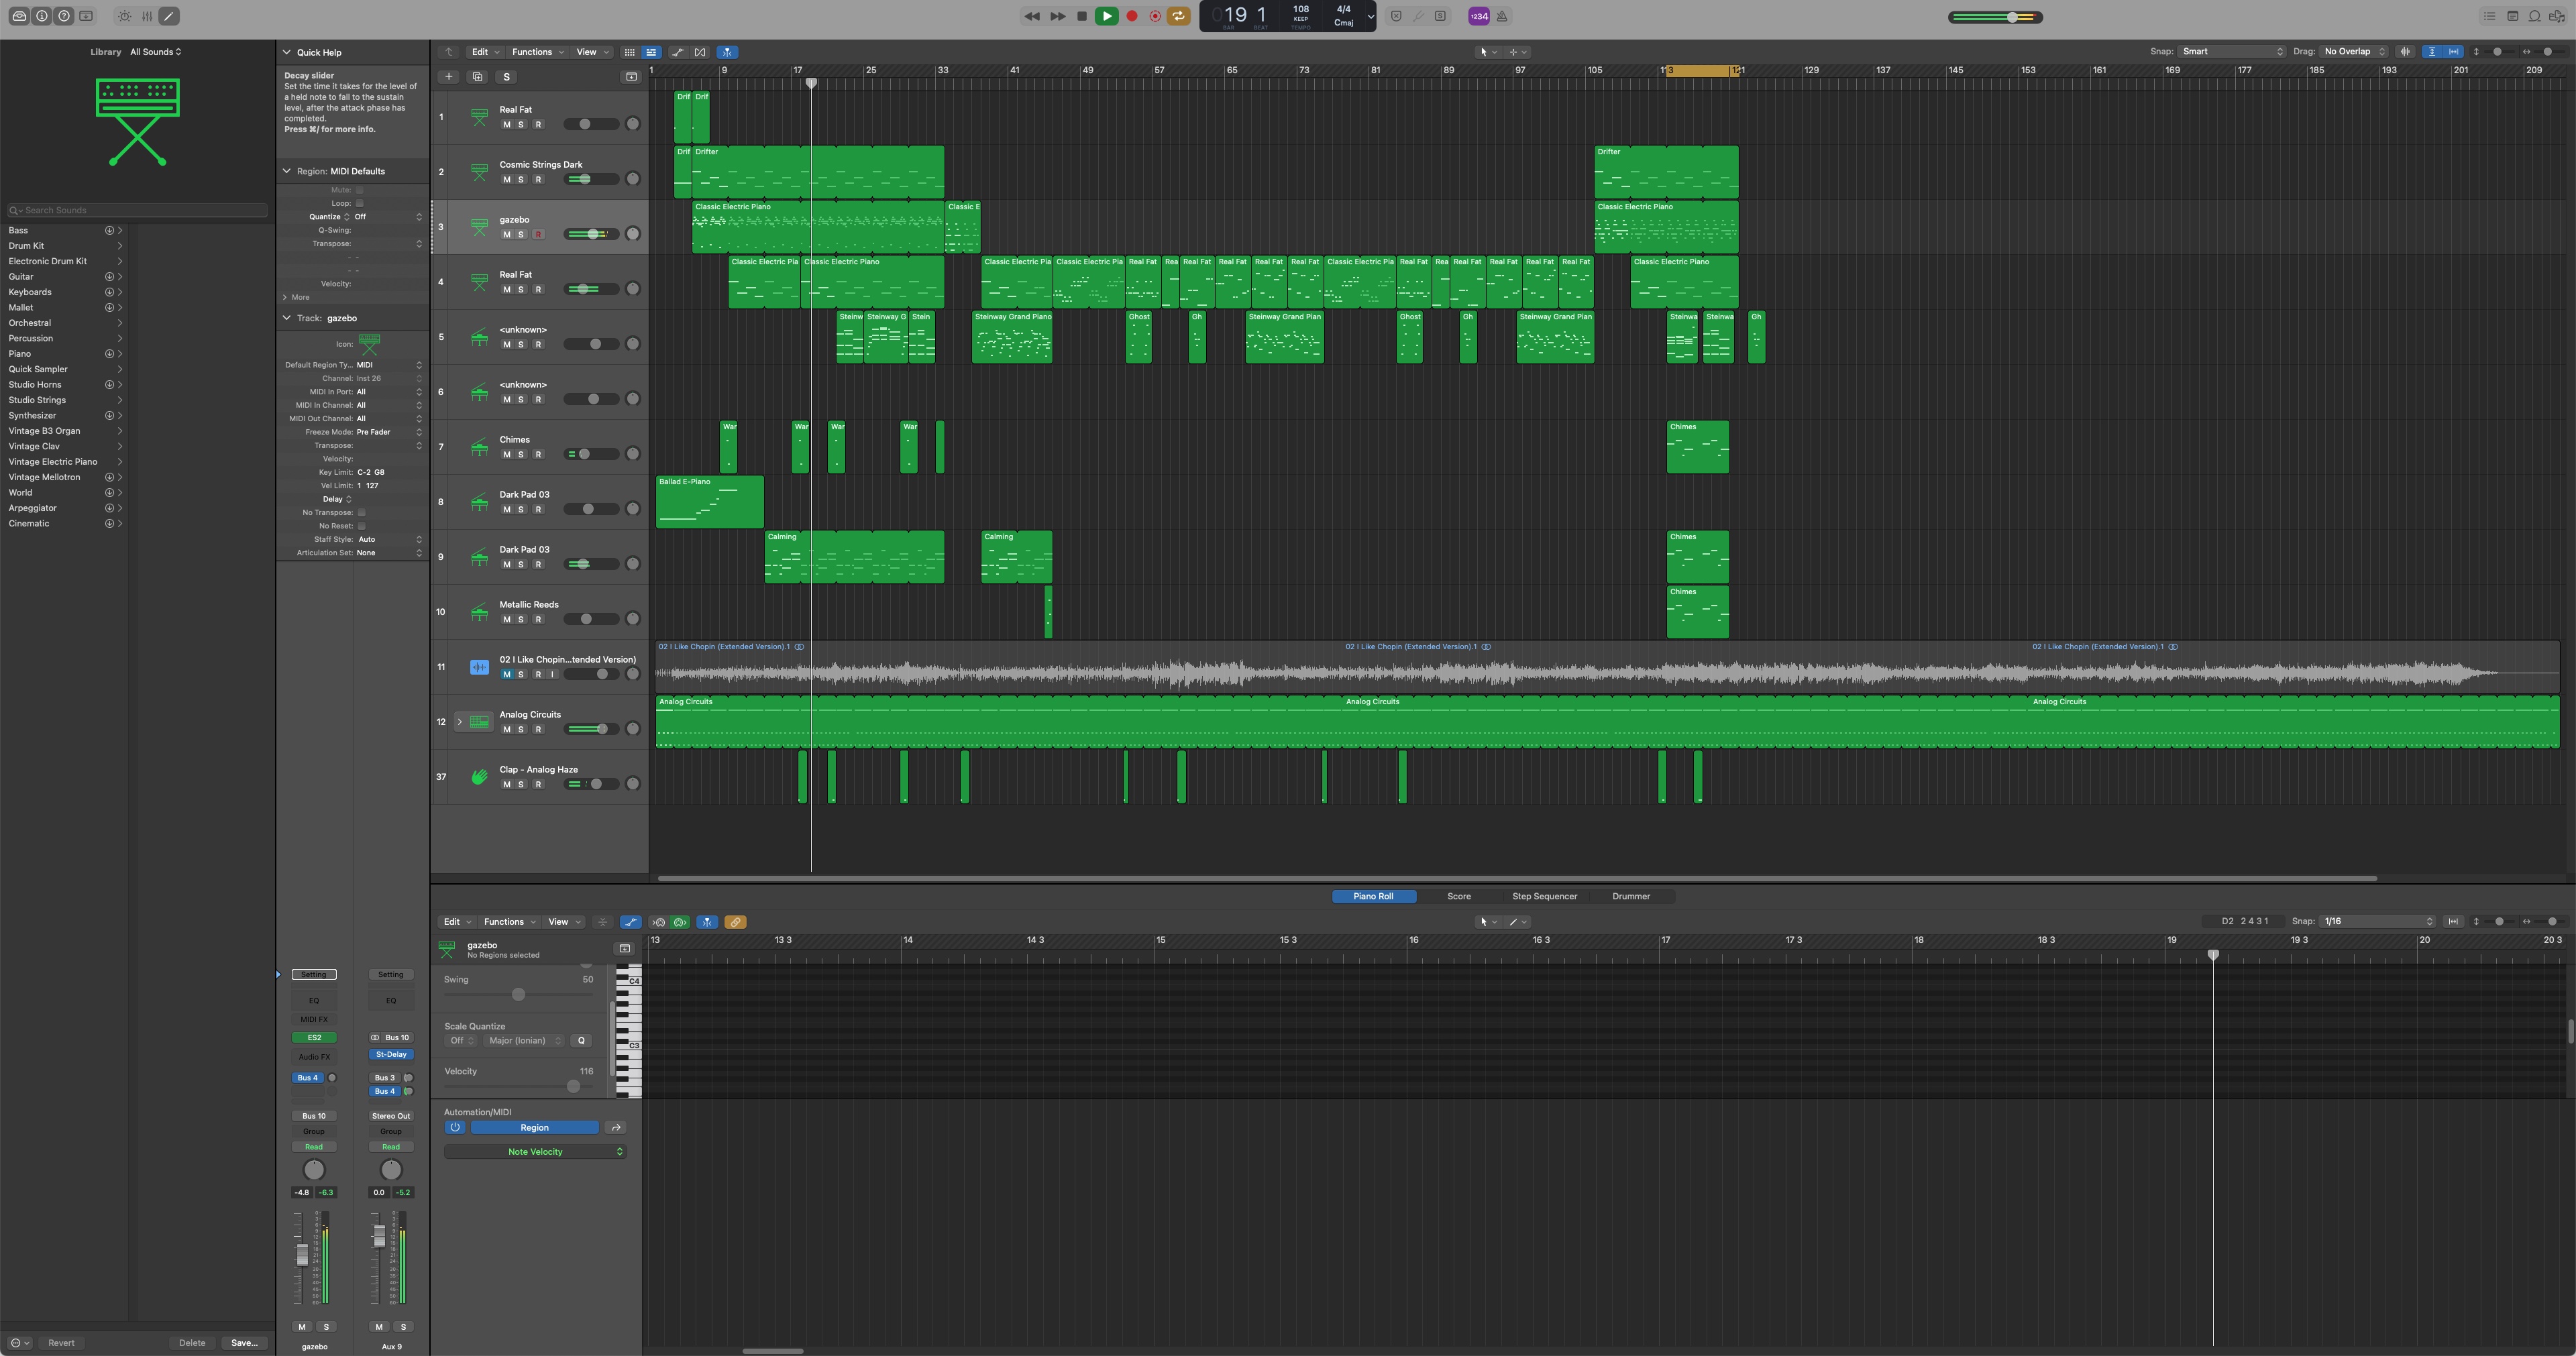 19 1
BAR BEAT
108
KEEP
TEMPO
4/4
Cmaj
1234
Library All Sounds
Search Sounds
Bass
Drum Kit
Electronic Drum Kit
Guitar
Keyboards
Mallet
Orchestral
Percussion
Piano
Quick Sampler
Studio Horns
Studio Strings
Synthesizer
Vintage B3 Organ
Vintage Clav
Vintage Electric Piano
Vintage Mellotron
World
Arpeggiator
Cinematic
Revert Delete Save...
Quick Help
Decay slider
Set the time it takes for the level of
a held note to fall to the sustain
level, after the attack phase has
completed.
Press ⌘/ for more info.
Region: MIDI Defaults
Mute:
Loop:
Quantize Off
Q-Swing:
Transpose:
Velocity:
More
Track: gazebo
Icon:
Default Region Ty... MIDI
Channel: Inst 26
MIDI In Port: All
MIDI In Channel: All
MIDI Out Channel: All
Freeze Mode: Pre Fader
Transpose:
Velocity:
Key Limit: C-2 G8
Vel Limit: 1 127
Delay
No Transpose:
No Reset:
Staff Style: Auto
Articulation Set: None
Setting Setting
EQ EQ
MIDI FX
ES2 Bus 10
Audio FX St-Delay
Bus 4 Bus 3
Bus 4
Bus 10 Stereo Out
Group Group
Read Read
-4.8 -6.3 0.0 -5.2
M S M S
gazebo Aux 9
Edit Functions View
Snap: Smart Drag: No Overlap
S
1 9 17 25 33 41 49 57 65 73 81 89 97 105 113 121 129 137 145 153 161 169 177 185 193 201 209
1 Real Fat
M S R
Drif Drif
2 Cosmic Strings Dark
M S R
Drif Drifter Drifter
3 gazebo
M S R
Classic Electric Piano Classic E Classic Electric Piano
4 Real Fat
M S R
Classic Electric Pia Classic Electric Piano Classic Electric Pia Classic Electric Pia Real Fat Rea Real Fat Real Fat Real Fat Real Fat Classic Electric Pia Real Fat Rea Real Fat Real Fat Real Fat Real Fat Classic Electric Piano
5 <unknown>
M S R
Steinw Steinway G Stein Steinway Grand Piano Ghost Gh Steinway Grand Pian Ghost Gh Steinway Grand Pian Steinwa Steinwa Gh
6 <unknown>
M S R
7 Chimes
M S R
War War War War Chimes
8 Dark Pad 03
M S R
Ballad E-Piano
9 Dark Pad 03
M S R
Calming Calming Chimes
10 Metallic Reeds
M S R
Chimes
11 02 I Like Chopin...tended Version)
M S R I
02 I Like Chopin (Extended Version).1 02 I Like Chopin (Extended Version).1 02 I Like Chopin (Extended Version).1
12 Analog Circuits
M S R
Analog Circuits Analog Circuits Analog Circuits
37 Clap - Analog Haze
M S R
Piano Roll Score Step Sequencer Drummer
Edit Functions View
D2 2 4 3 1 Snap: 1/16
13 13 3 14 14 3 15 15 3 16 16 3 17 17 3 18 18 3 19 19 3 20 20 3
gazebo
No Regions selected
Swing 50
Scale Quantize
Off Major (Ionian) Q
Velocity 116
C4
C3
Automation/MIDI
Region
Note Velocity